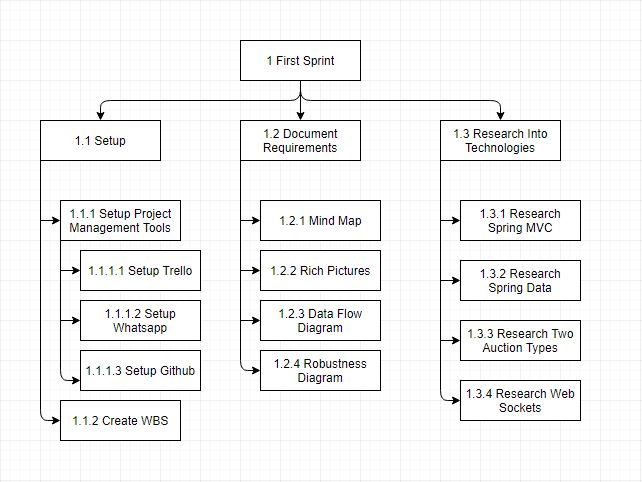 1 First Sprint
1.1 Setup
1.2 Document
Requirements
1.3 Research Into
Technologies
1.1.1 Setup Project
Management Tools
1.1.1.1 Setup Trello
1.1.1.2 Setup
Whatsapp
1.1.1.3 Setup Github
1.1.2 Create WBS
1.2.1 Mind Map
1.2.2 Rich Pictures
1.2.3 Data Flow
Diagram
1.2.4 Robustness
Diagram
1.3.1 Research
Spring MVC
1.3.2 Research
Spring Data
1.3.3 Research Two
Auction Types
1.3.4 Research Web
Sockets